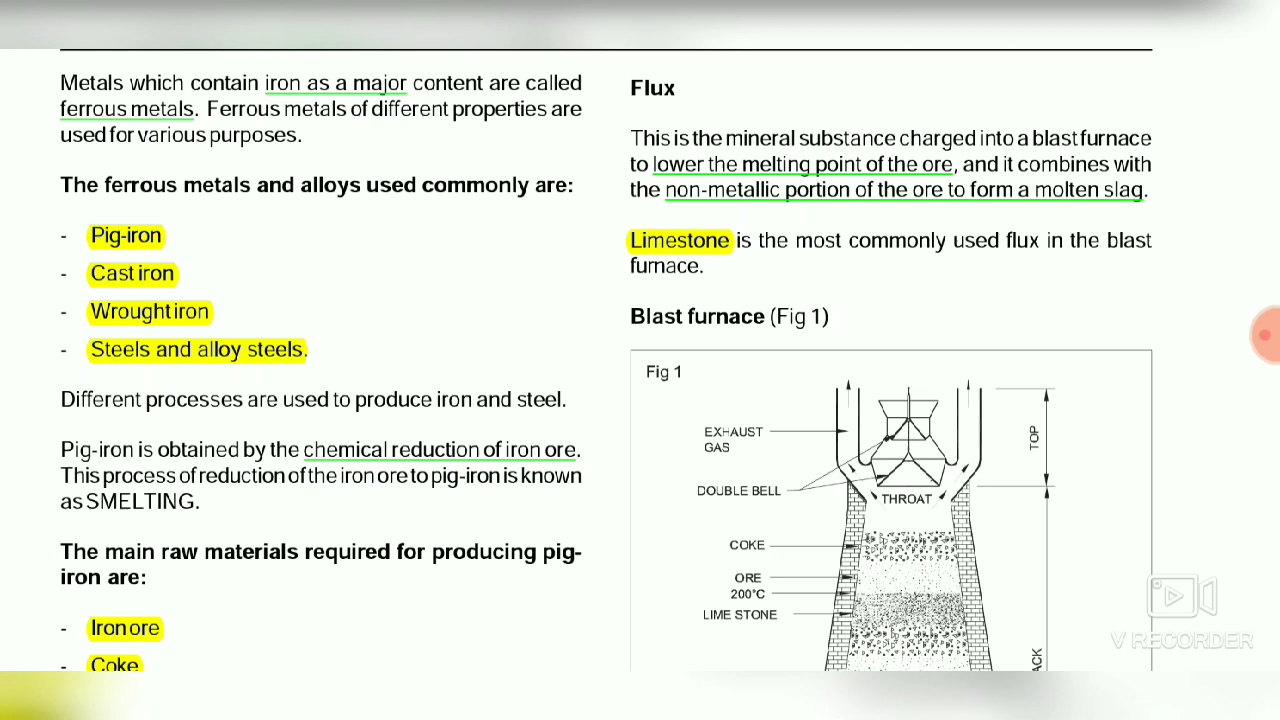 Metals which contain iron as a major content are called
ferrous metals. Ferrous metals of different properties are
used for various purposes.
The ferrous metals and alloys used commonly are:
- Pig-iron
- Cast iron
- Wrought iron
- Steels and alloy steels.
Different processes are used to produce iron and steel.
Pig-iron is obtained by the chemical reduction of iron ore.
This process of reduction of the iron ore to pig-iron is known
as SMELTING.
The main raw materials required for producing pig-
iron are:
- Iron ore
- Coke
Flux
This is the mineral substance charged into a blast furnace
to lower the melting point of the ore, and it combines with
the non-metallic portion of the ore to form a molten slag.
Limestone is the most commonly used flux in the blast
furnace.
Blast furnace (Fig 1)
Fig 1
EXHAUST
GAS
DOUBLE BELL
THROAT
TOP
COKE
ORE
200°C
LIME STONE
ACK
V RECORDER